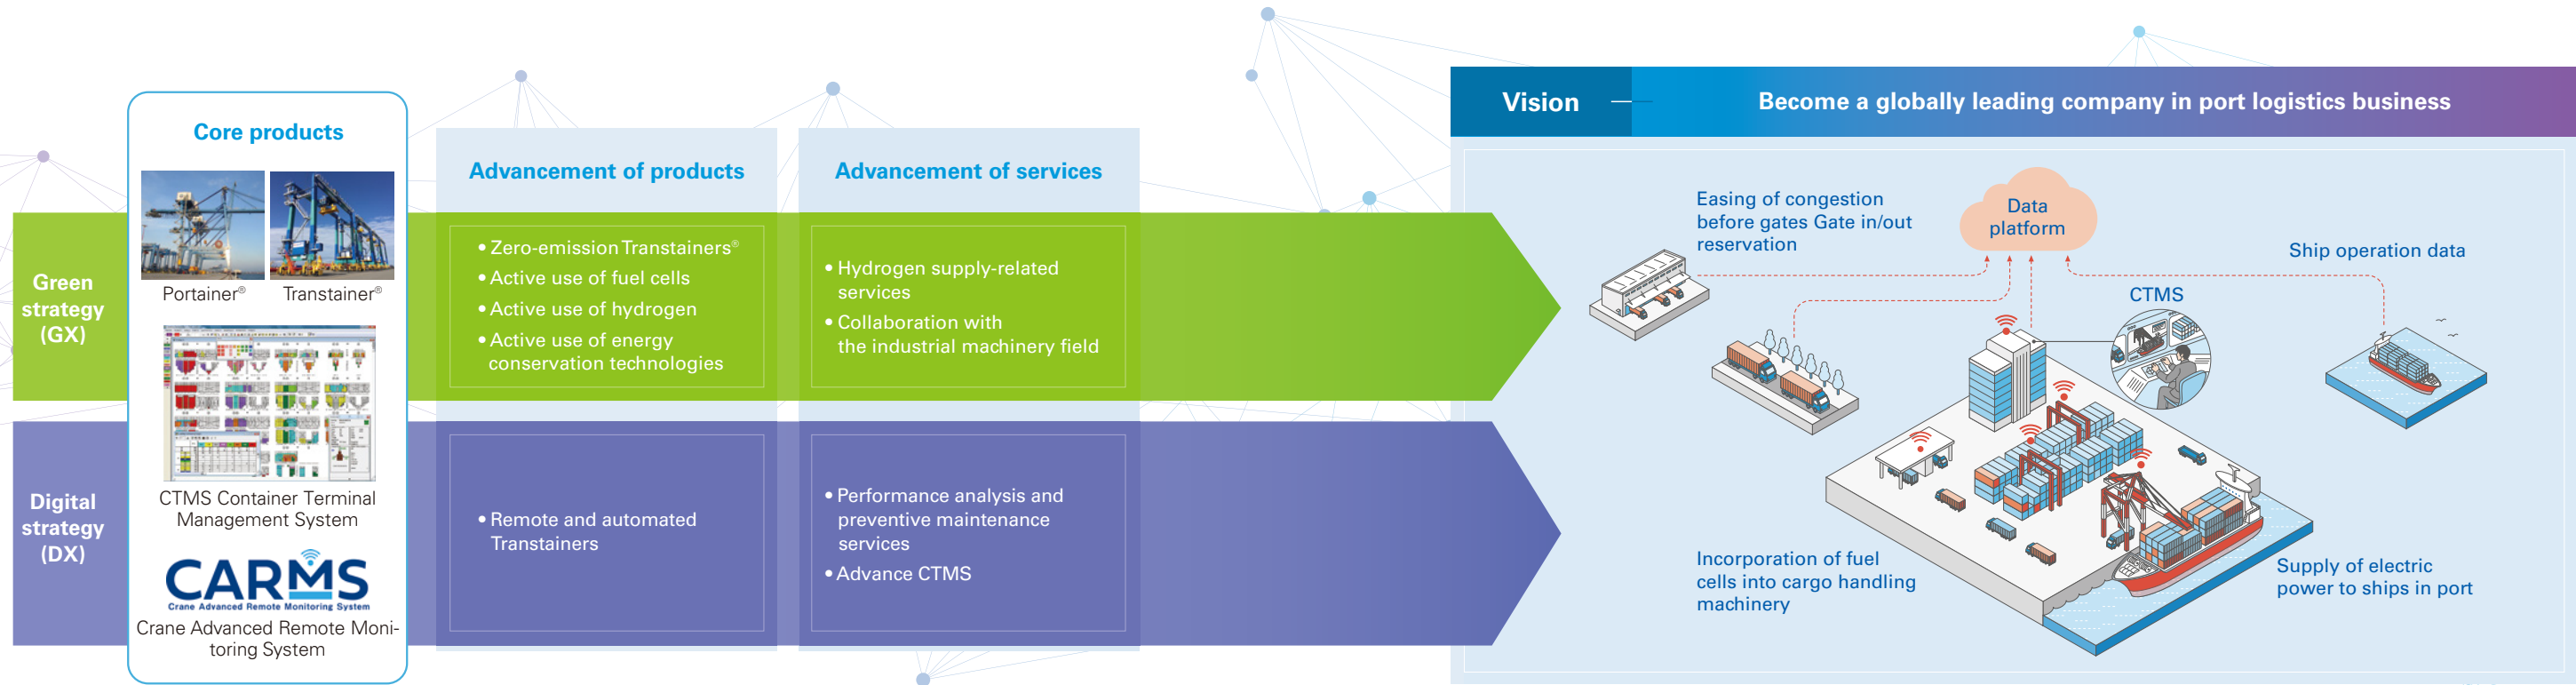 Core products
Portainer®
Transtainer®
CTMS Container Terminal
Management System
CARMS
Crane Advanced Remote Monitoring System
Crane Advanced Remote Moni-
toring System
Green
strategy
(GX)
Digital
strategy
(DX)
Advancement of products
• Zero-emission Transtainers®
• Active use of fuel cells
• Active use of hydrogen
• Active use of energy
conservation technologies
• Remote and automated
Transtainers
Advancement of services
• Hydrogen supply-related
services
• Collaboration with
the industrial machinery field
• Performance analysis and
preventive maintenance
services
• Advance CTMS
Vision
Become a globally leading company in port logistics business
Easing of congestion
before gates Gate in/out
reservation
Data
platform
Ship operation data
CTMS
Incorporation of fuel
cells into cargo handling
machinery
Supply of electric
power to ships in port